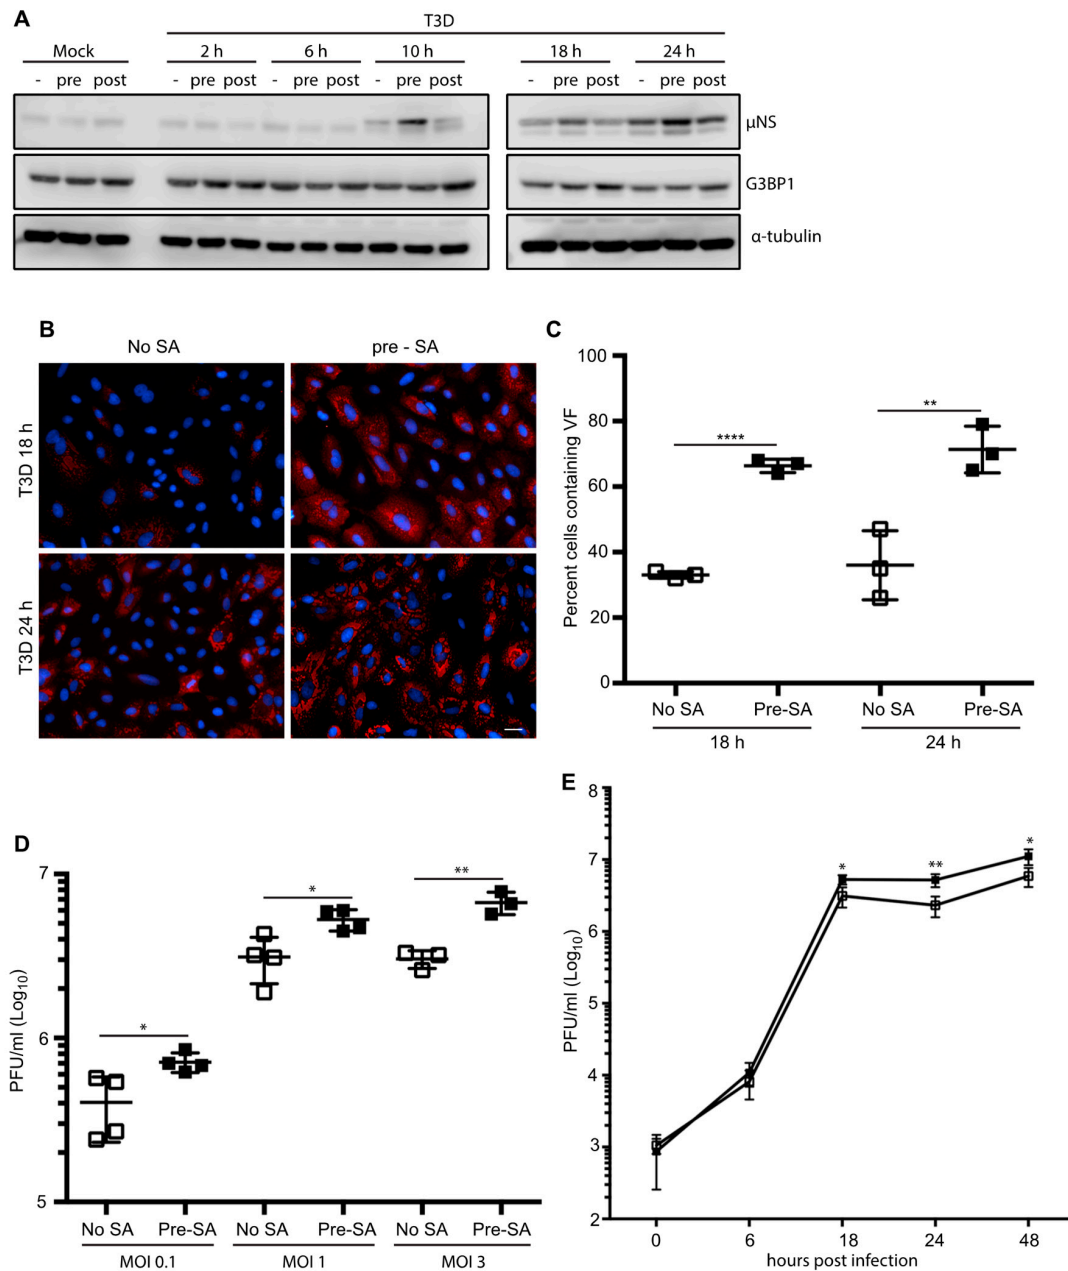 A
T3D
Mock 2 h 6 h 10 h 18 h 24 h
- pre post - pre post - pre post - pre post - pre post - pre post
μNS
G3BP1
α-tubulin
B
No SA pre - SA
T3D 18 h
T3D 24 h
C
Percent cells containing VF
100
80
60
40
20
0
****
**
No SA Pre-SA No SA Pre-SA
18 h 24 h
D
PFU/ml (Log10)
7
6
5
*
*
**
No SA Pre-SA No SA Pre-SA No SA Pre-SA
MOI 0.1 MOI 1 MOI 3
E
PFU/ml (Log10)
8
7
6
5
4
3
2
* ** *
0 6 18 24 48
hours post infection